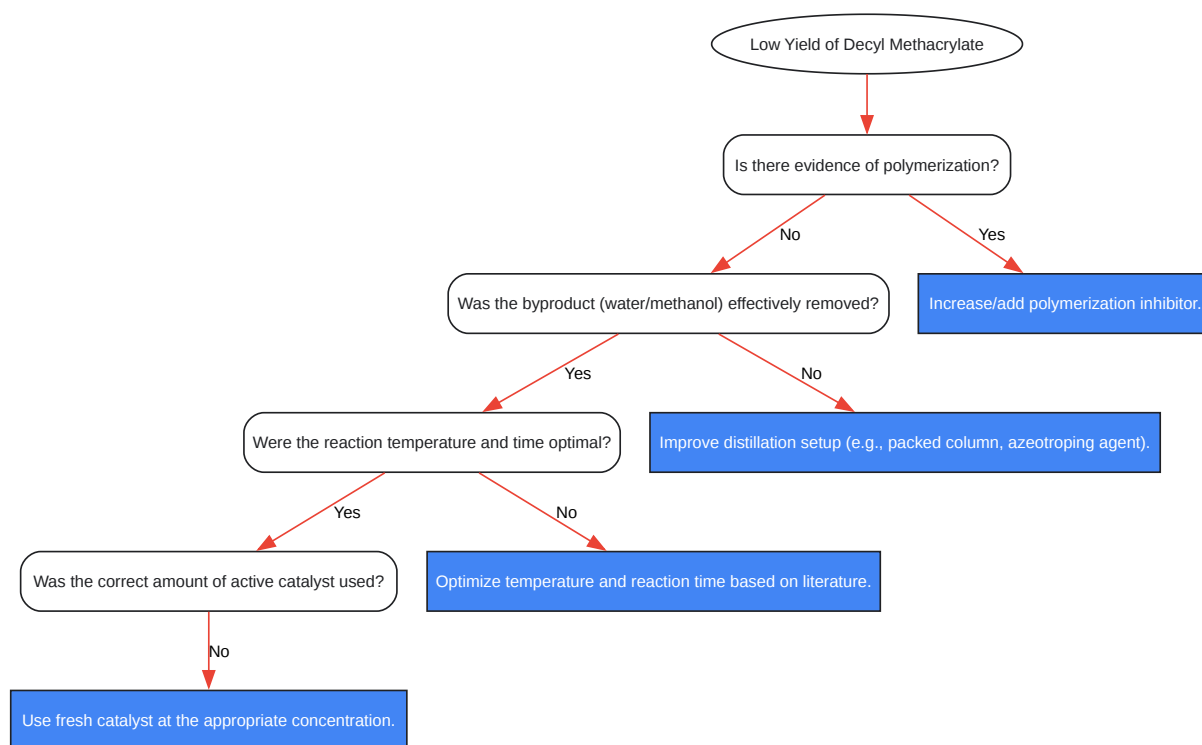 Low Yield of Decyl Methacrylate
Is there evidence of polymerization?
No
Yes
Was the byproduct (water/methanol) effectively removed?
Increase/add polymerization inhibitor.
Yes
No
Were the reaction temperature and time optimal?
Improve distillation setup (e.g., packed column, azeotroping agent).
Yes
No
Was the correct amount of active catalyst used?
Optimize temperature and reaction time based on literature.
No
Use fresh catalyst at the appropriate concentration.